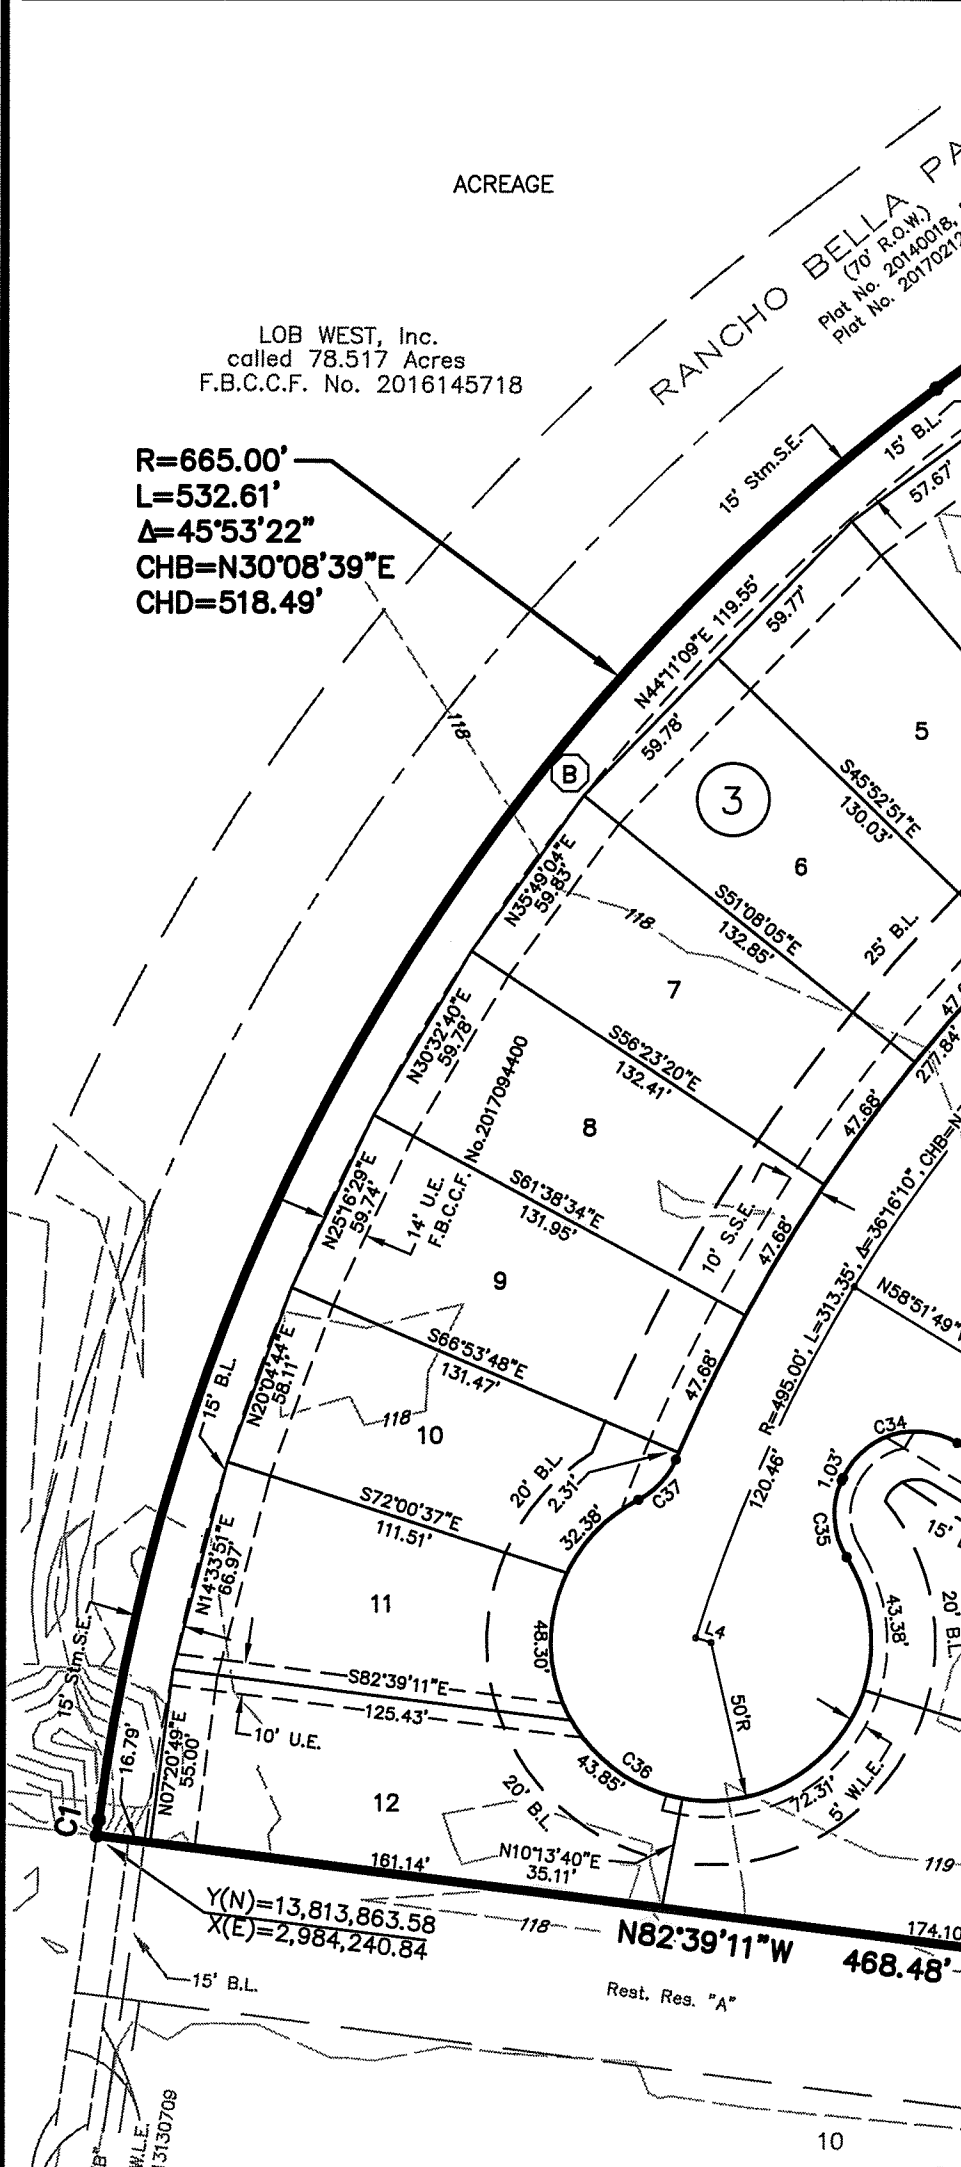 ACREAGE
RANCHO BELLA
(70' R.O.W.)
Plat No. 20140018,
Plat No.
LOB WEST, Inc.
called 78.517 Acres
F.B.C.C.F. No. 2016145718
R=665.00'
L=532.61'
Δ=45°53'22"
CHB=N30°08'39"E
CHD=518.49'
15' Stm.S.E.
15' B.L.
57.67'
N44°11'09"E 119.55'
59.77'
59.78'
118
B
3
5
S45°52'51"E
130.03'
6
N35°49'04"E
59.83'
S51°08'05"E
132.85'
118
25' B.L.
7
N30°32'40"E
59.78'
S56°23'20"E
132.41'
277.84'
47.68'
8
No.2017094400
F.B.C.C.F.
14' U.E.
N25°16'29"E
59.74'
S61°38'34"E
131.95'
10' S.S.E.
47.68'
R=495.00', L=313.35', Δ=36°16'10", CHB=
9
N58°51'49"
N20°04'44"E
58.11'
S66°53'48"E
131.47'
47.68'
15' B.L.
118
10
120.46'
C34
1.03'
20' B.L.
2.31'
C37
S72°00'37"E
111.51'
32.38'
C35
15'
N14°33'51"E
66.97'
11
43.38'
20' B.L.
L4
48.30'
15' Stm.S.E.
S82°39'11"E
125.43'
50'R
10' U.E.
16.79'
N07°20'49"E
55.00'
C36
43.85'
12
20' B.L.
72.31'
5' W.L.E.
C1
N10°13'40"E
35.11'
119
161.14'
Y(N)=13,813,863.58
X(E)=2,984,240.84
118
N82°39'11"W 468.48'
174.10
15' B.L.
Rest. Res. "A"
W.L.E.
13130709
10